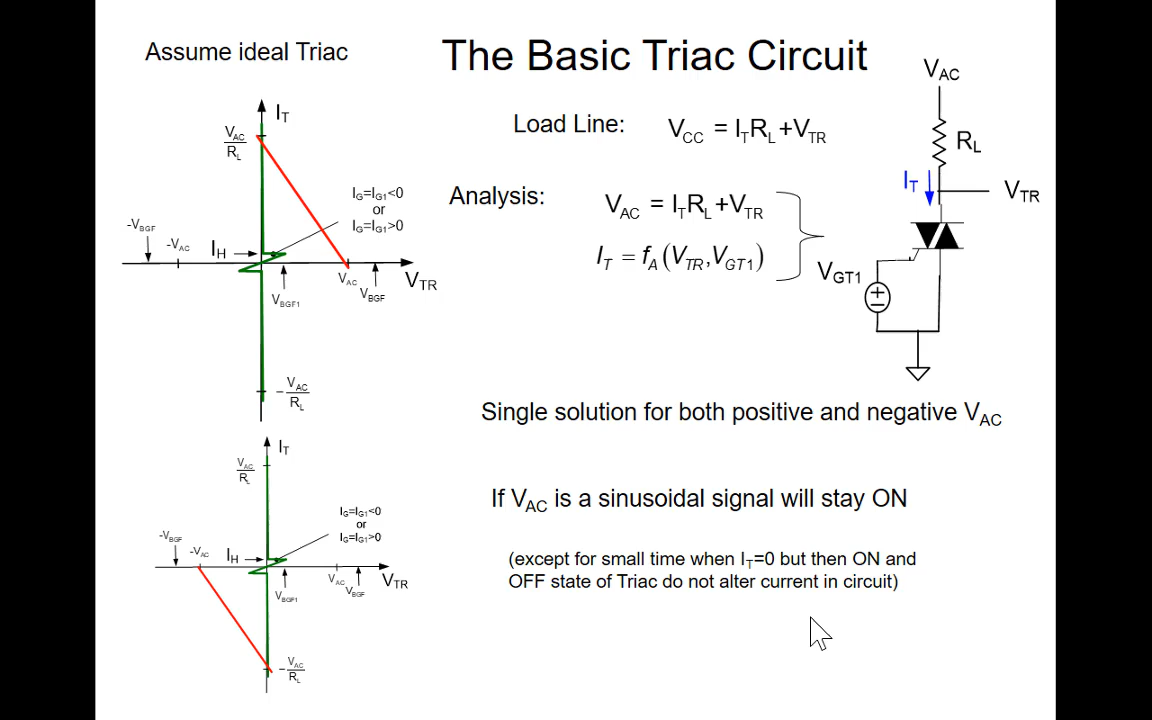 Assume ideal Triac
The Basic Triac Circuit
Load Line: V_CC = I_T R_L + V_TR
Analysis: V_AC = I_T R_L + V_TR
I_T = f_A (V_TR, V_GT1)
V_AC
R_L
I_T
V_TR
V_GT1
+
−
I_T
V_AC
R_L
I_G=I_G1<0
or
I_G=I_G1>0
-V_BGF
-V_AC
I_H
V_BGF1
V_AC
V_BGF
V_TR
− V_AC
R_L
Single solution for both positive and negative V_AC
I_T
V_AC
R_L
I_G=I_G1<0
or
I_G=I_G1>0
-V_BGF
-V_AC
I_H
V_BGF1
V_AC
V_BGF
V_TR
− V_AC
R_L
If V_AC is a sinusoidal signal will stay ON
(except for small time when I_T=0 but then ON and
OFF state of Triac do not alter current in circuit)